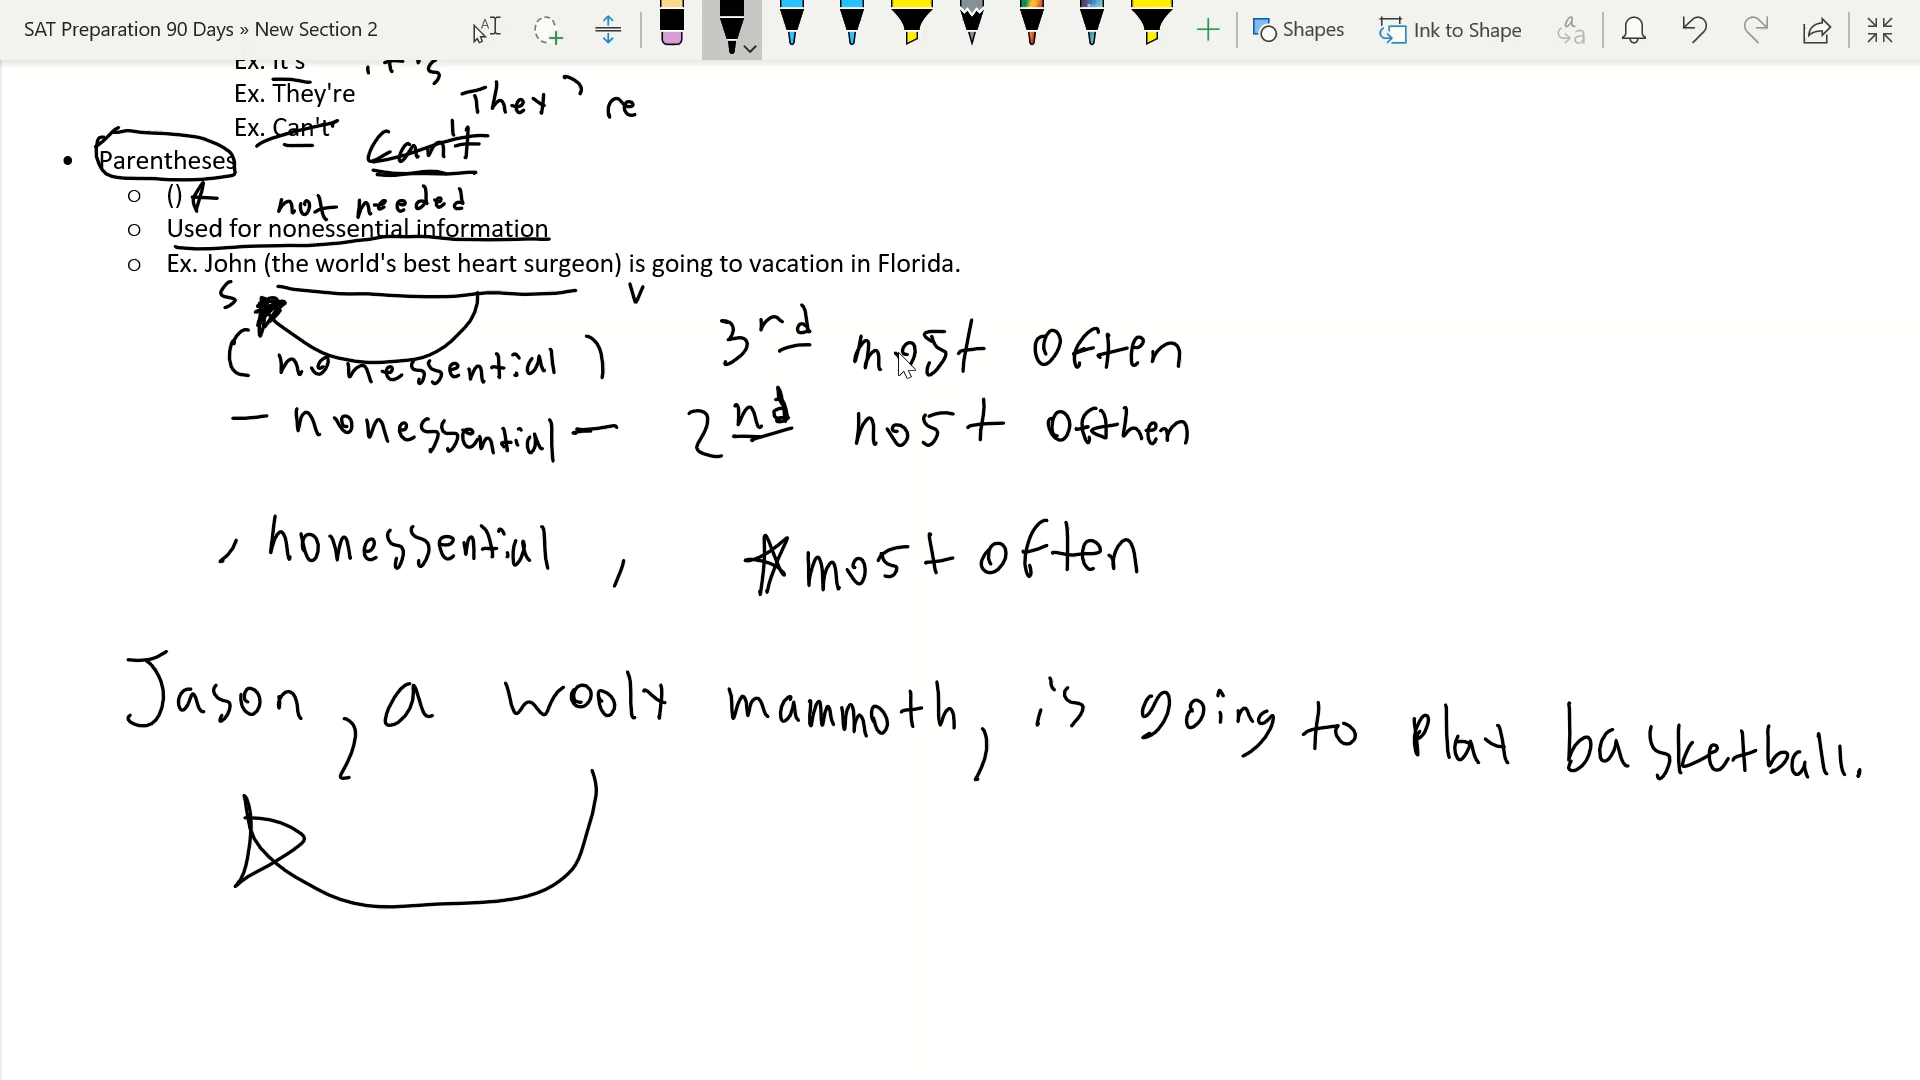 SAT Preparation 90 Days » New Section 2
Shapes
Ink to Shape
Ex. It's it's
Ex. They're They're
Ex. Can't Can't
• Parentheses
○ ()
not needed
○ Used for nonessential information
○ Ex. John (the world's best heart surgeon) is going to vacation in Florida.
S V
(nonessential) 3rd most often
- nonessential - 2nd most ofthen
, nonessential, most often
Jason, a wooly mammoth, is going to play basketball.